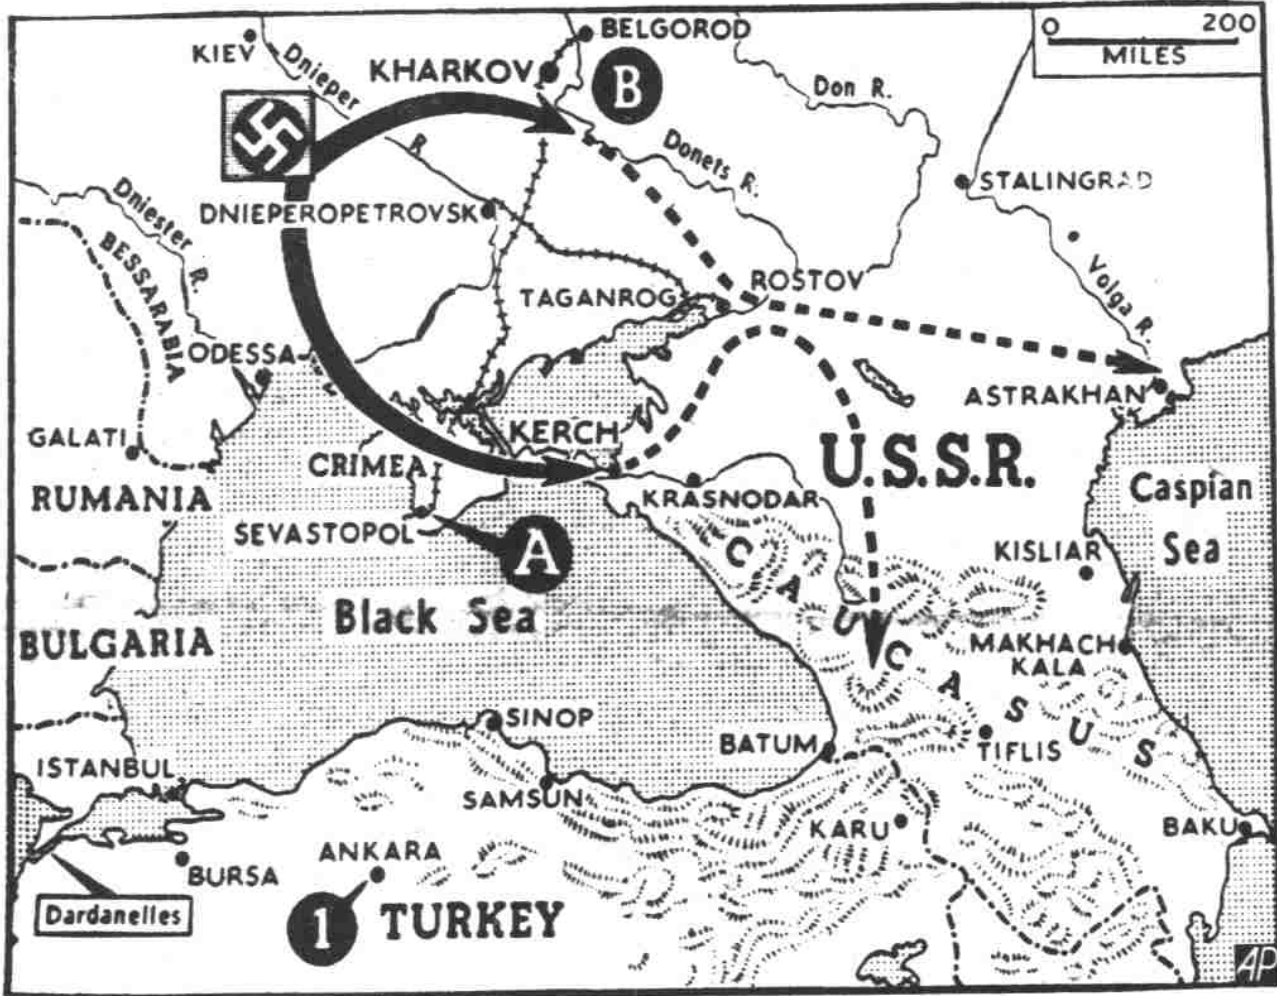 BELGOROD
0 200
MILES
KIEV
Dnieper
R
KHARKOV
B
Don R.
Donets R.
STALINGRAD
DNIEPEROPETROVSK
Dniester
R.
BESSARABIA
Volga R.
ROSTOV
TAGANROG
ODESSA
ASTRAKHAN
GALATI
KERCH
CRIMEA
U.S.S.R.
RUMANIA
KRASNODAR
Caspian
Sea
SEVASTOPOL
A
KISLIAR
Black Sea
CAUCASUS
BULGARIA
MAKHACH
KALA
SINOP
BATUM
TIFLIS
ISTANBUL
SAMSUN
KARU
BAKU
ANKARA
BURSA
Dardanelles
1
TURKEY
AP